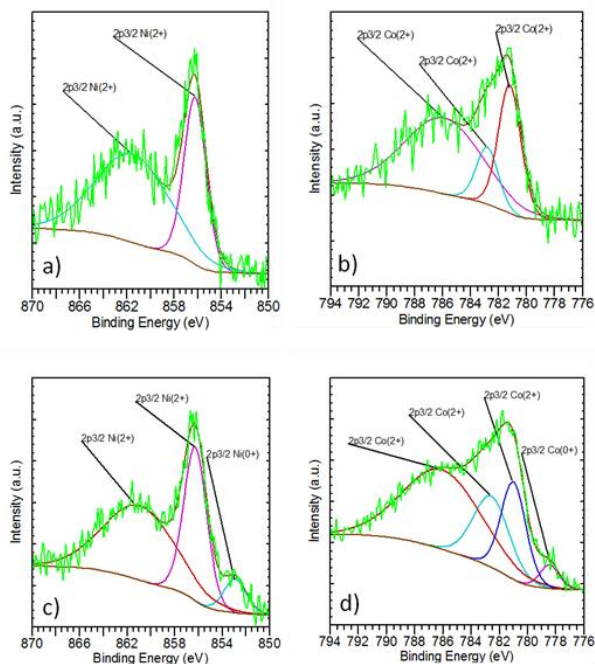 2p3/2 Ni(2+)
2p3/2 Ni(2+)
Intensity (a.u.)
a)
870 866 862 858 854 850
Binding Energy (eV)
2p3/2 Co(2+)
2p3/2 Co(2+)
2p3/2 Co(2+)
Intensity (a.u.)
b)
794 792 790 788 786 784 782 780 778 776
Binding Energy (eV)
2p3/2 Ni(2+)
2p3/2 Ni(2+)
2p3/2 Ni(0+)
Intensity (a.u.)
c)
870 866 862 858 854 850
Binding Energy (eV)
2p3/2 Co(2+)
2p3/2 Co(2+)
2p3/2 Co(2+)
2p3/2 Co(0+)
Intensity (a.u.)
d)
794 792 790 788 786 784 782 780 778 776
Binding Energy (eV)